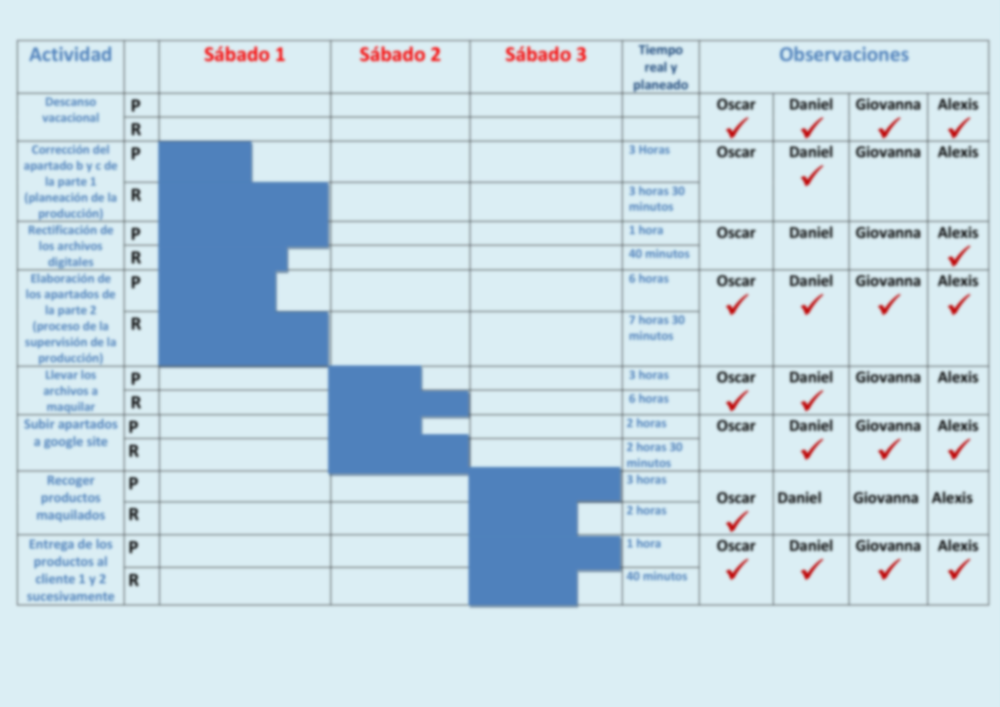 Actividad
Sábado 1
Sábado 2
Sábado 3
Tiempo
real y
planeado
Observaciones
Descanso
vacacional
P
R
Oscar Daniel Giovanna Alexis
Corrección del
apartado b y c de
la parte 1
(planeación de la
producción)
P
3 Horas
R
3 horas 30
minutos
Oscar Daniel Giovanna Alexis
Rectificación de
los archivos
digitales
P
1 hora
R
40 minutos
Oscar Daniel Giovanna Alexis
Elaboración de
los apartados de
la parte 2
(proceso de la
supervisión de la
producción)
P
6 horas
R
7 horas 30
minutos
Oscar Daniel Giovanna Alexis
Llevar los
archivos a
maquilar
P
3 horas
R
6 horas
Oscar Daniel Giovanna Alexis
Subir apartados
a google site
P
2 horas
R
2 horas 30
minutos
Oscar Daniel Giovanna Alexis
Recoger
productos
maquilados
P
3 horas
R
2 horas
Oscar Daniel Giovanna Alexis
Entrega de los
productos al
cliente 1 y 2
sucesivamente
P
1 hora
R
40 minutos
Oscar Daniel Giovanna Alexis